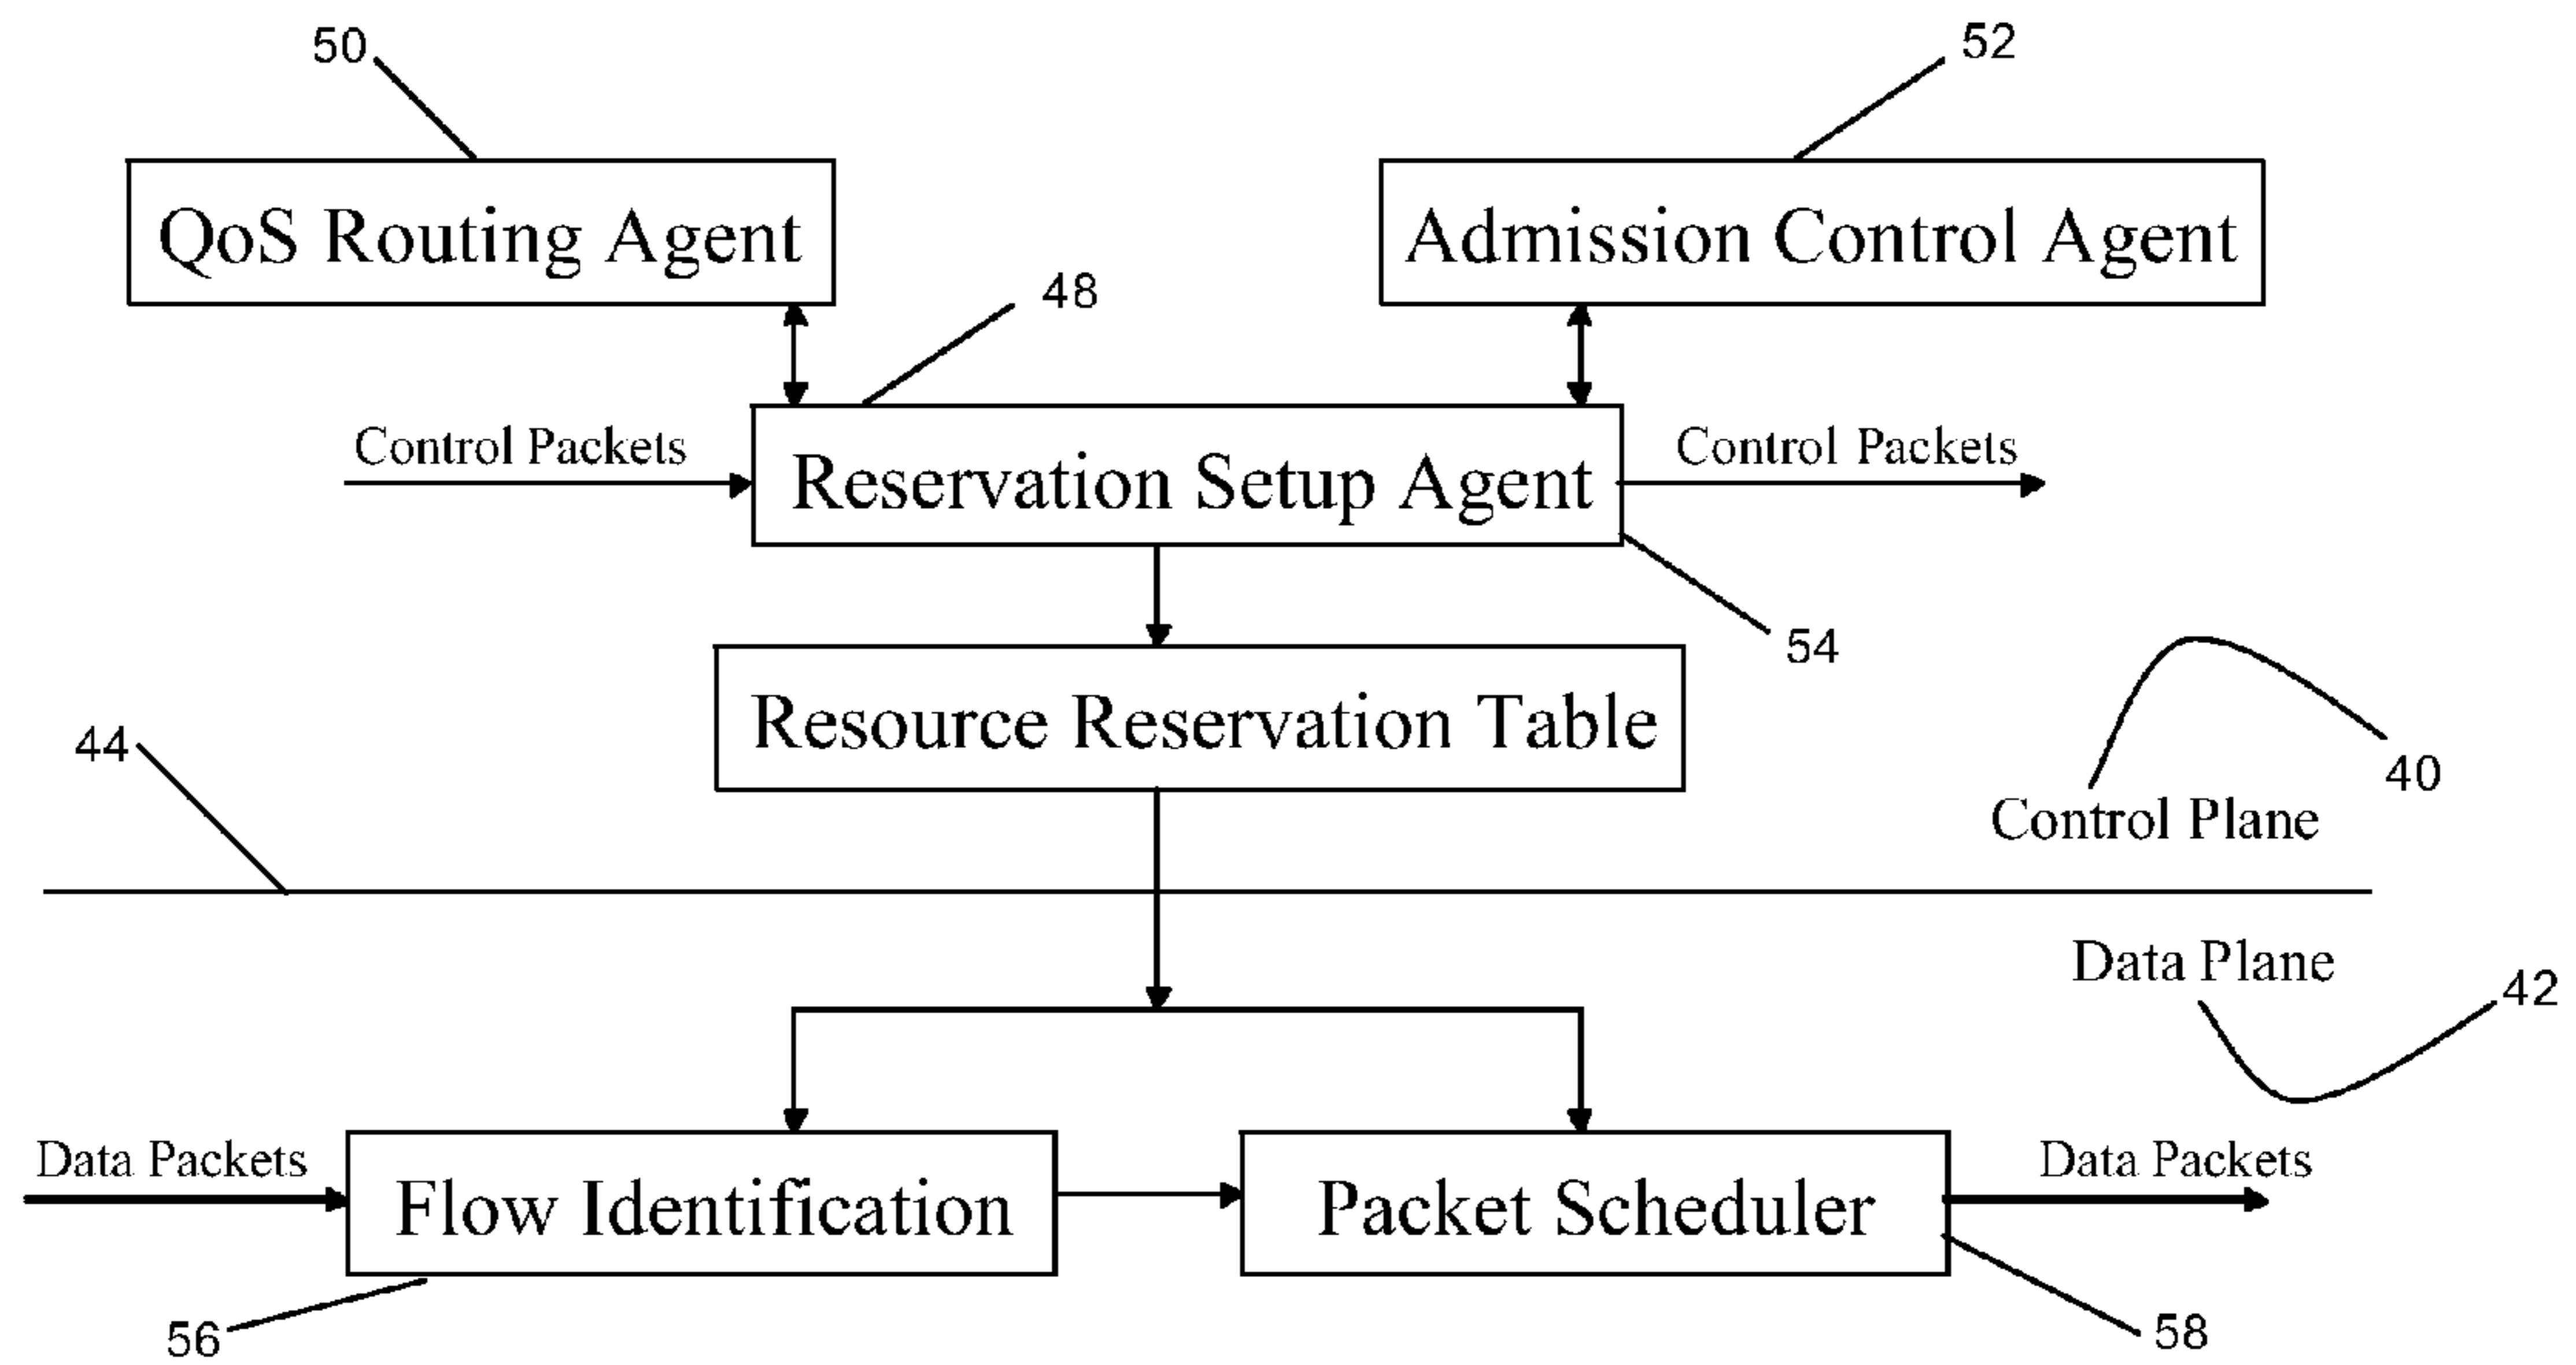 50
52
QoS Routing Agent
Admission Control Agent
48
Control Packets
Control Packets
Reservation Setup Agent
54
Resource Reservation Table
44
40
Control Plane
Data Plane
42
Data Packets
Data Packets
Flow Identification
Packet Scheduler
56
58